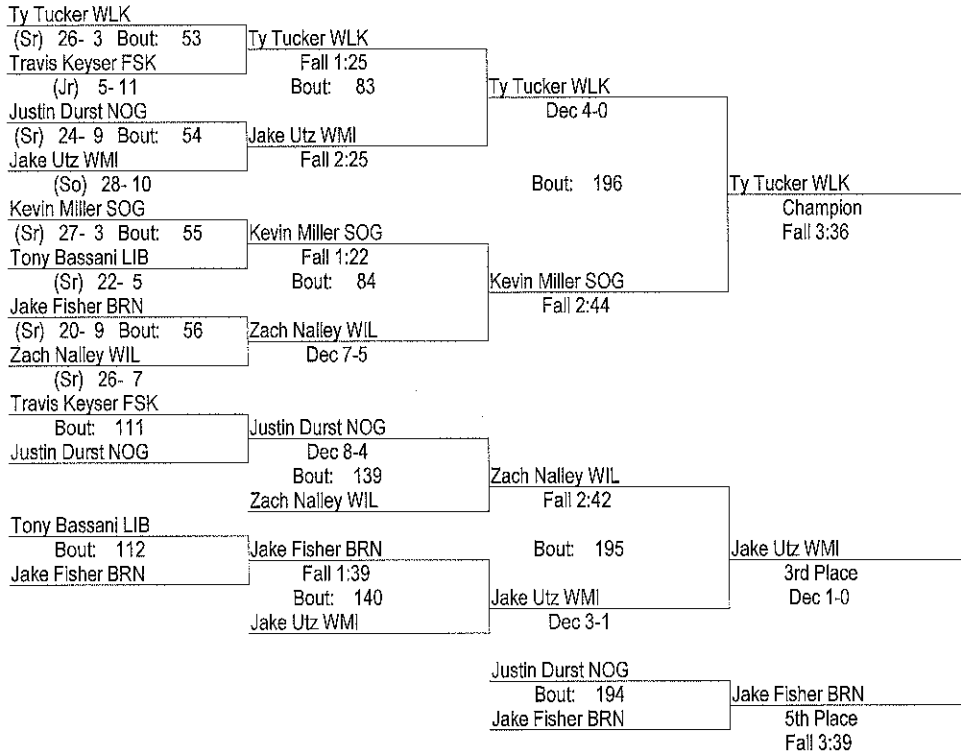 Ty Tucker WLK
(Sr) 26- 3 Bout: 53
Travis Keyser FSK
(Jr) 5- 11
Justin Durst NOG
(Sr) 24- 9 Bout: 54
Jake Utz WMI
(So) 28- 10
Kevin Miller SOG
(Sr) 27- 3 Bout: 55
Tony Bassani LIB
(Sr) 22- 5
Jake Fisher BRN
(Sr) 20- 9 Bout: 56
Zach Nalley WIL
(Sr) 26- 7
Ty Tucker WLK
Fall 1:25
Bout: 83
Jake Utz WMI
Fall 2:25
Kevin Miller SOG
Fall 1:22
Bout: 84
Zach Nalley WIL
Dec 7-5
Ty Tucker WLK
Dec 4-0
Bout: 196
Kevin Miller SOG
Fall 2:44
Ty Tucker WLK
Champion
Fall 3:36
Travis Keyser FSK
Bout: 111
Justin Durst NOG
Tony Bassani LIB
Bout: 112
Jake Fisher BRN
Justin Durst NOG
Dec 8-4
Bout: 139
Zach Nalley WIL
Jake Fisher BRN
Fall 1:39
Bout: 140
Jake Utz WMI
Zach Nalley WIL
Fall 2:42
Bout: 195
Jake Utz WMI
Dec 3-1
Jake Utz WMI
3rd Place
Dec 1-0
Justin Durst NOG
Bout: 194
Jake Fisher BRN
Jake Fisher BRN
5th Place
Fall 3:39